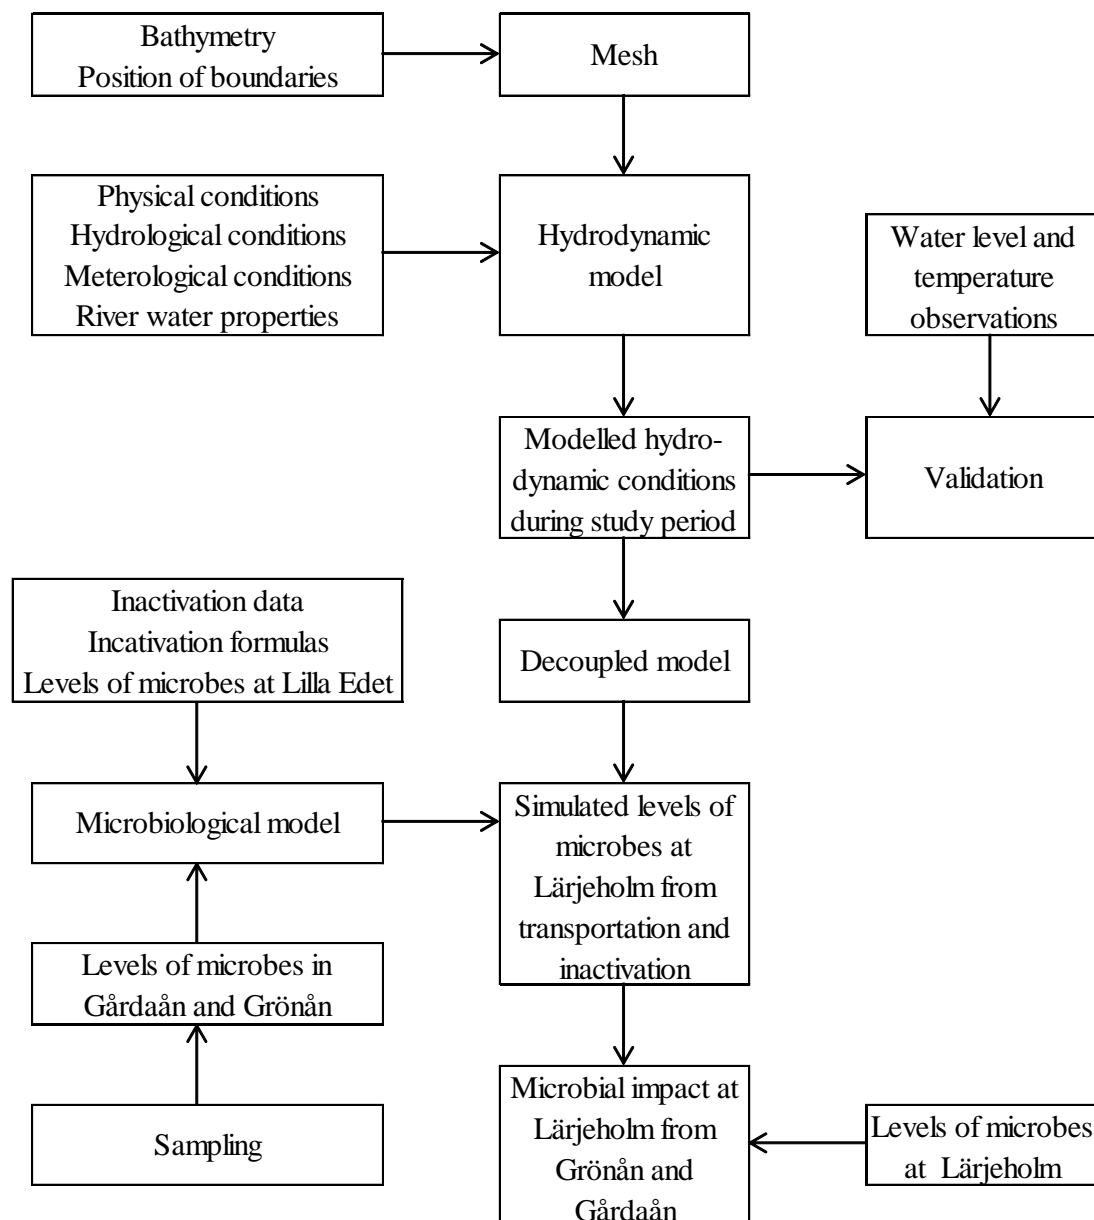 Bathymetry
Position of boundaries
Mesh
Physical conditions
Hydrological conditions
Meterological conditions
River water properties
Hydrodynamic
model
Water level and
temperature
observations
Modelled hydro-
dynamic conditions
during study period
Validation
Inactivation data
Incativation formulas
Levels of microbes at Lilla Edet
Decoupled model
Microbiological model
Simulated levels of
microbes at
Lärjeholm from
transportation and
inactivation
Levels of microbes in
Gårdaån and Grönån
Sampling
Microbial impact at
Lärjeholm from
Grönån and
Gårdaån
Levels of microbes
at Lärjeholm